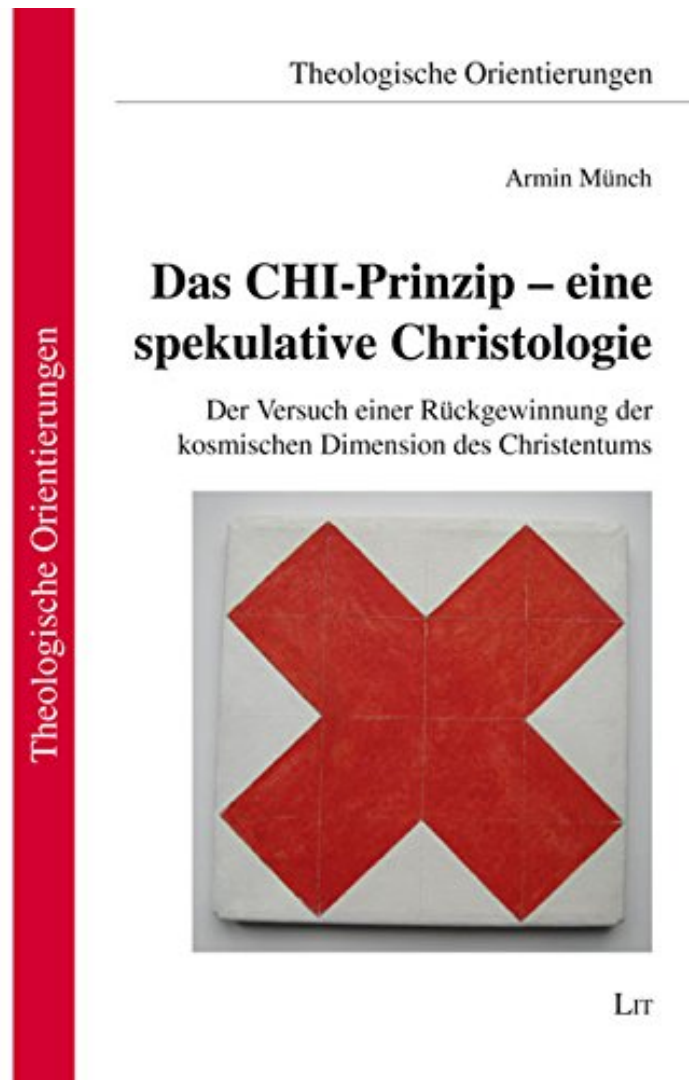 Theologische Orientierungen
Armin Münch
Das CHI-Prinzip – eine
spekulative Christologie
Der Versuch einer Rückgewinnung der
kosmischen Dimension des Christentums
Theologische Orientierungen
LIT